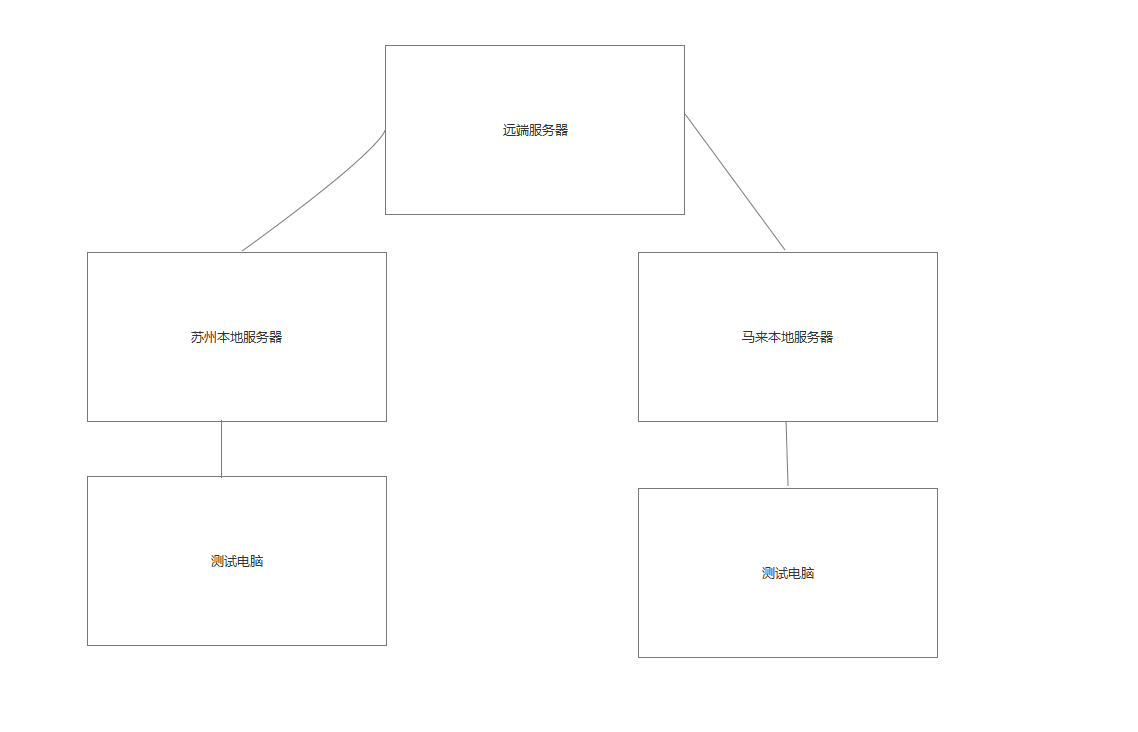 远端服务器
苏州本地服务器
马来本地服务器
测试电脑
测试电脑